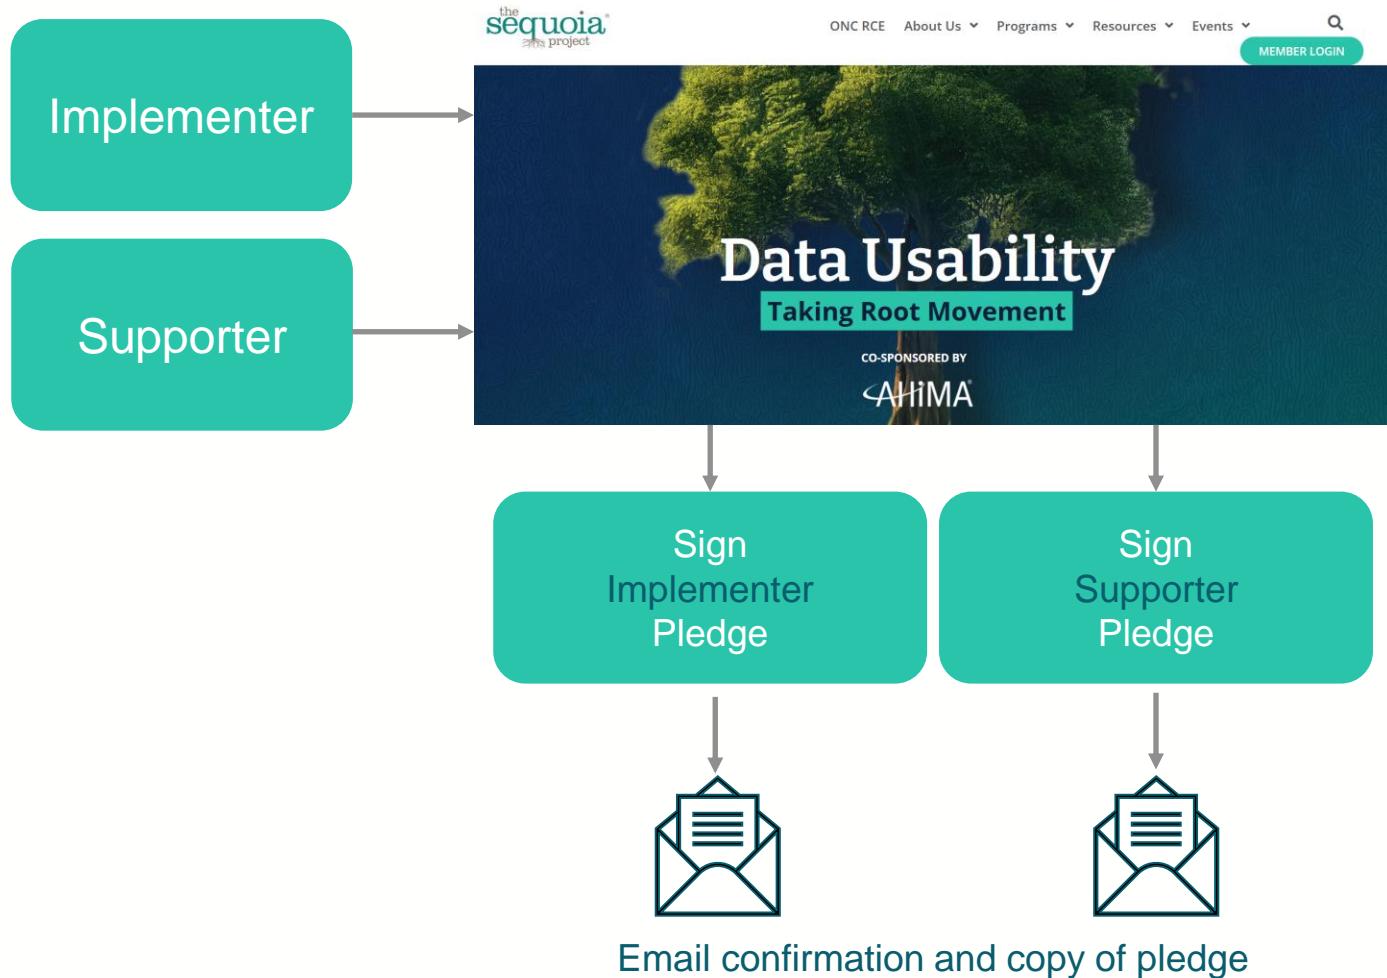 Implementer
Supporter
the
sequoia®
project
ONC RCE About Us Programs Resources Events
MEMBER LOGIN
Data Usability
Taking Root Movement
CO-SPONSORED BY
AHiMA®
Sign
Implementer
Pledge
Sign
Supporter
Pledge
Email confirmation and copy of pledge